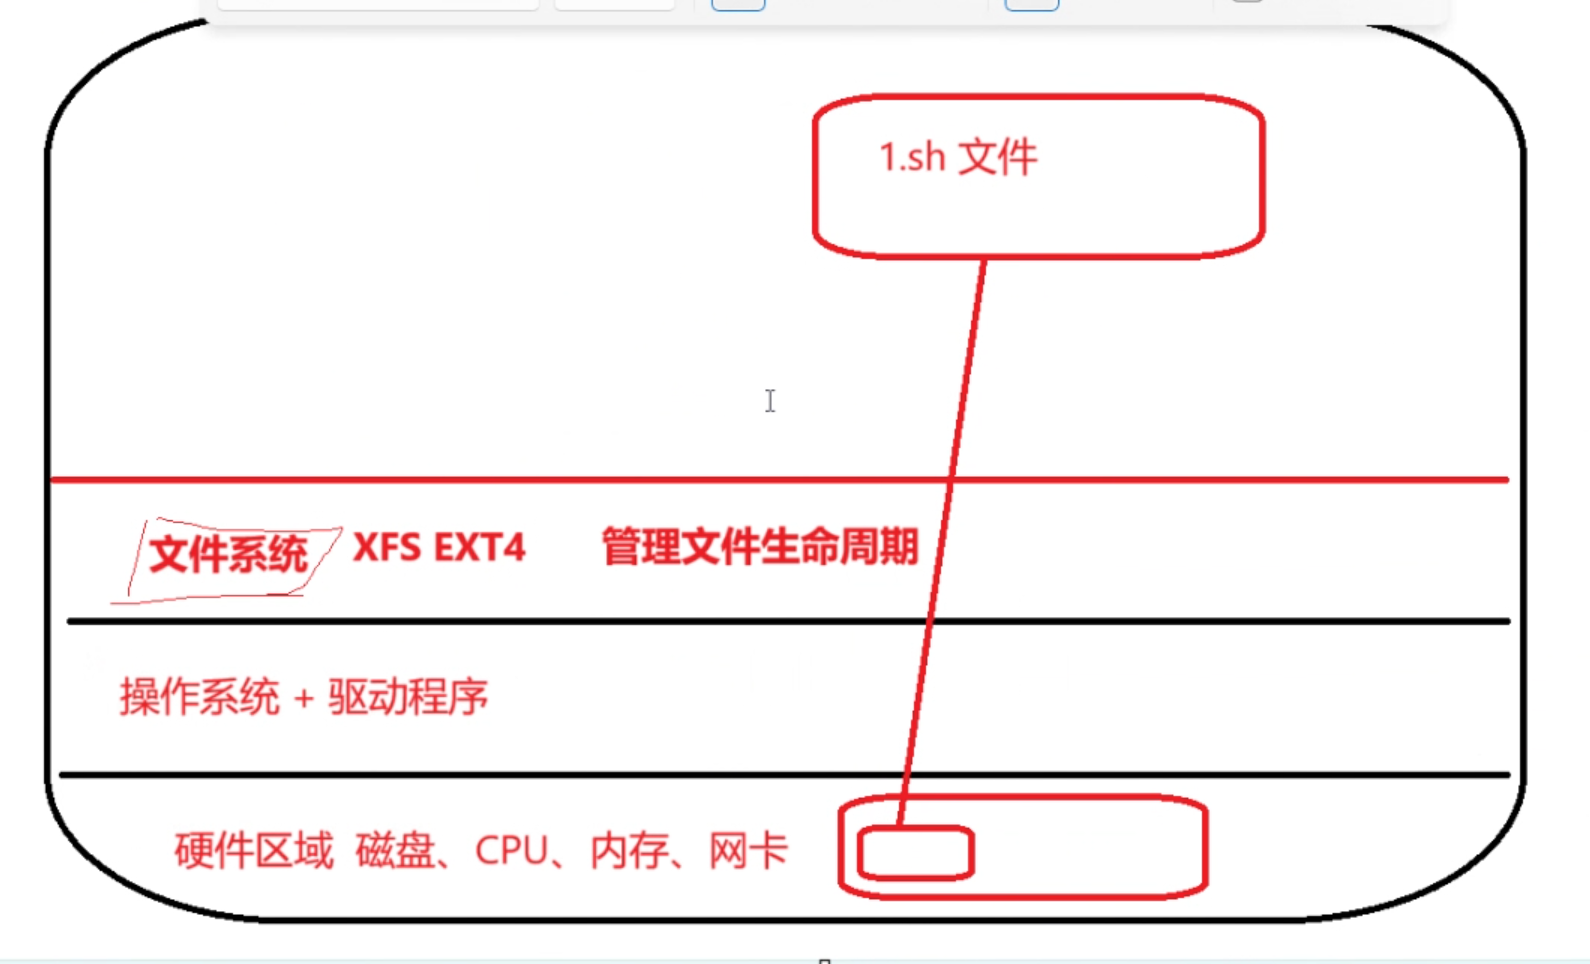 1.sh 文件
文件系统 XFS EXT4 管理文件生命周期
操作系统 + 驱动程序
硬件区域 磁盘、CPU、内存、网卡